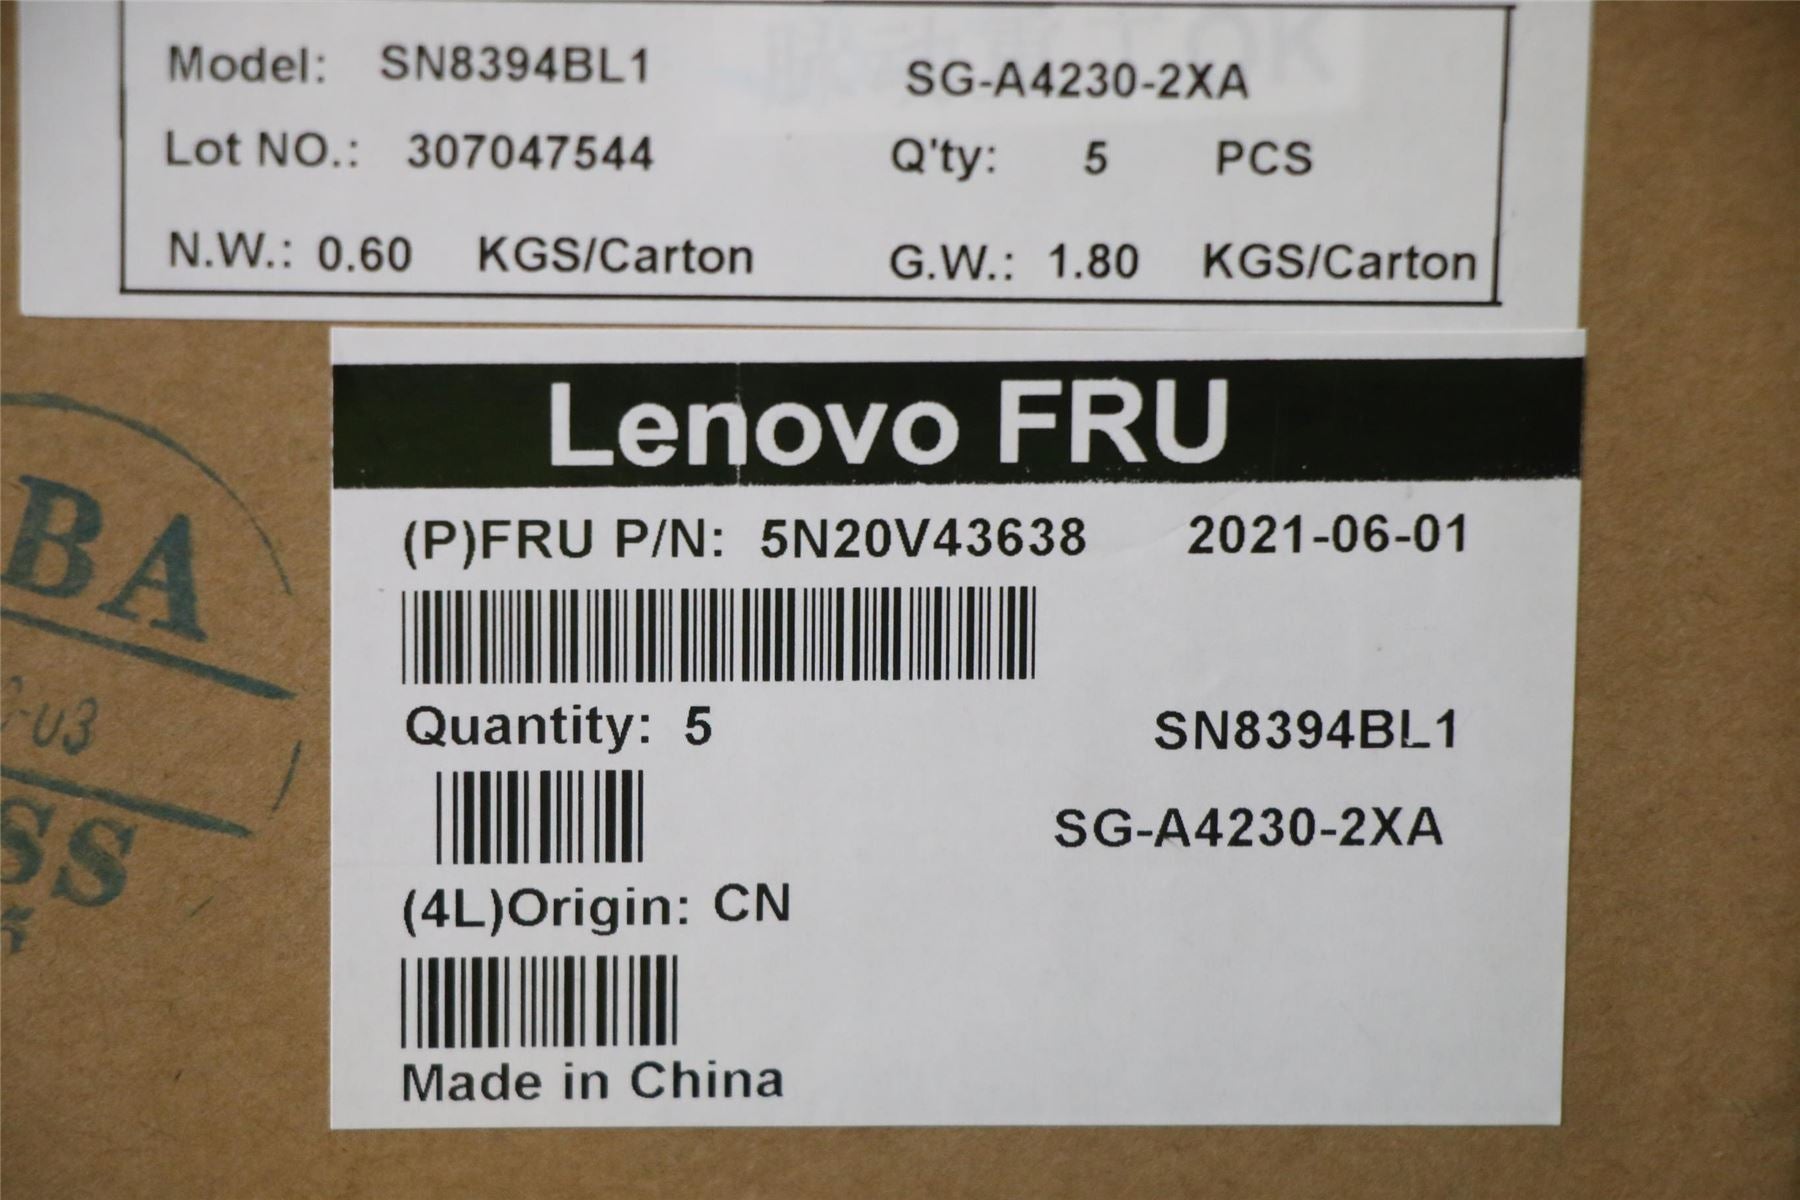 Model: SN8394BL1 SG-A4230-2XA
Lot NO.: 307047544 Q'ty: 5 PCS
N.W.: 0.60 KGS/Carton G.W.: 1.80 KGS/Carton
Lenovo FRU
(P)FRU P/N: 5N20V43638 2021-06-01
Quantity: 5 SN8394BL1
SG-A4230-2XA
(4L)Origin: CN
Made in China
BA
SS